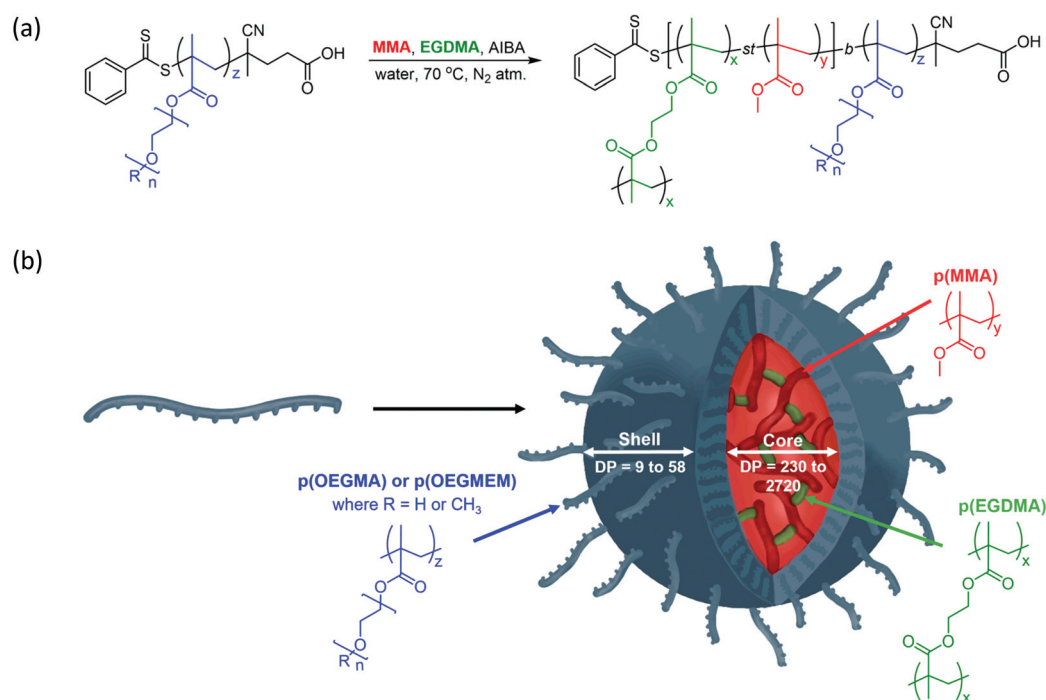 (a)
S
S
z
CN
OH
O
O
O
O
R
n
MMA, EGDMA, AIBA
water, 70 °C, N2 atm.
S
S
x
st
y
b
z
CN
OH
O
O
O
O
O
O
O
O
O
O
R
n
x
(b)
p(MMA)
y
O
O
Shell
DP = 9 to 58
Core
DP = 230 to
2720
p(OEGMA) or p(OEGMEM)
where R = H or CH3
z
O
O
O
R
n
p(EGDMA)
x
O
O
O
O
x